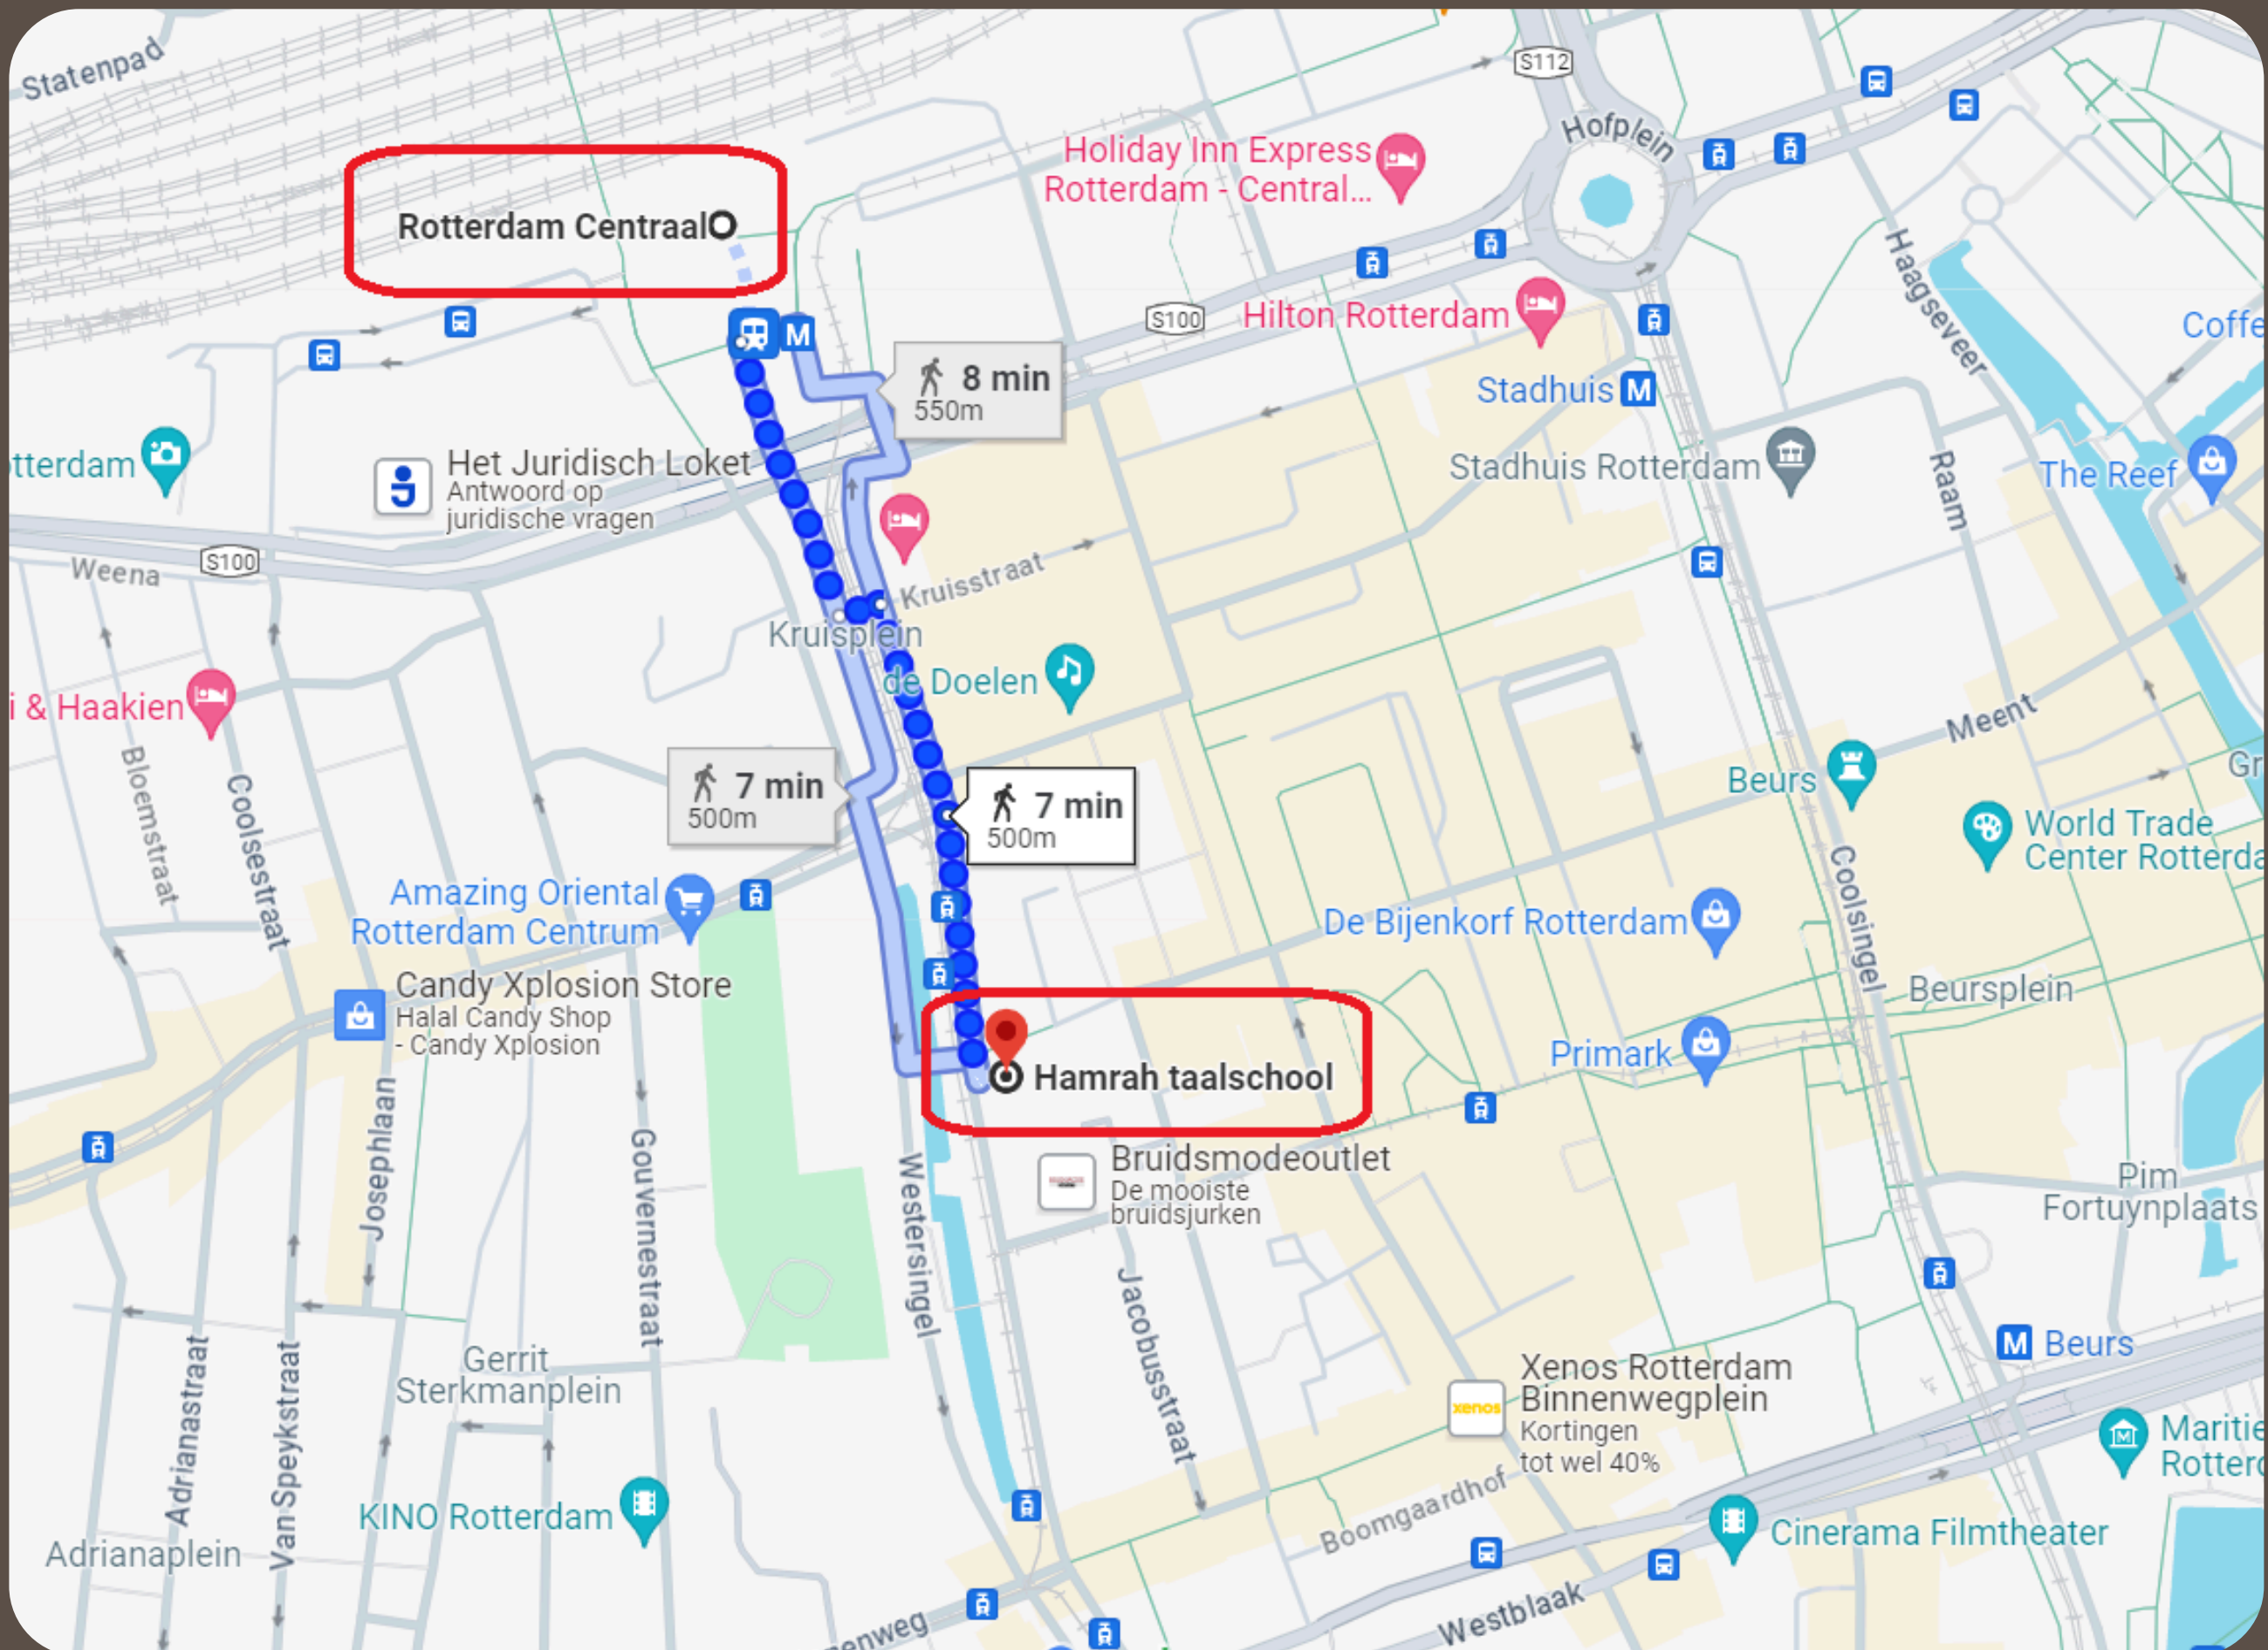 Statenpad
S112
Hofplein
Holiday Inn Express
Rotterdam - Central...
Rotterdam Centraal
Haagseveer
S100
Hilton Rotterdam
Coffe
M
8 min
550m
Stadhuis M
otterdam
Het Juridisch Loket
Antwoord op
juridische vragen
Stadhuis Rotterdam
The Reef
Raam
S100
Weena
Kruisstraat
Kruisplein
de Doelen
i & Haakien
Meent
Bloemstraat
Coolsestraat
7 min
500m
7 min
500m
Beurs
Gr
World Trade
Center Rotterda
Coolsingel
Amazing Oriental
Rotterdam Centrum
De Bijenkorf Rotterdam
Candy Xplosion Store
Halal Candy Shop
- Candy Xplosion
Beursplein
Primark
Hamrah taalschool
Josephlaan
Gouvernestraat
Westersingel
Bruidsmodeoutlet
De mooiste
bruidsjurken
Pim
Fortuynplaats
Jacobusstraat
Adrianastraat
Van Speykstraat
Gerrit
Sterkmanplein
M Beurs
Xenos Rotterdam
Binnenwegplein
Kortingen
tot wel 40%
xenos
Maritie
Rotterd
KINO Rotterdam
Boomgaardhof
Cinerama Filmtheater
Adrianaplein
Westblaak
nenweg